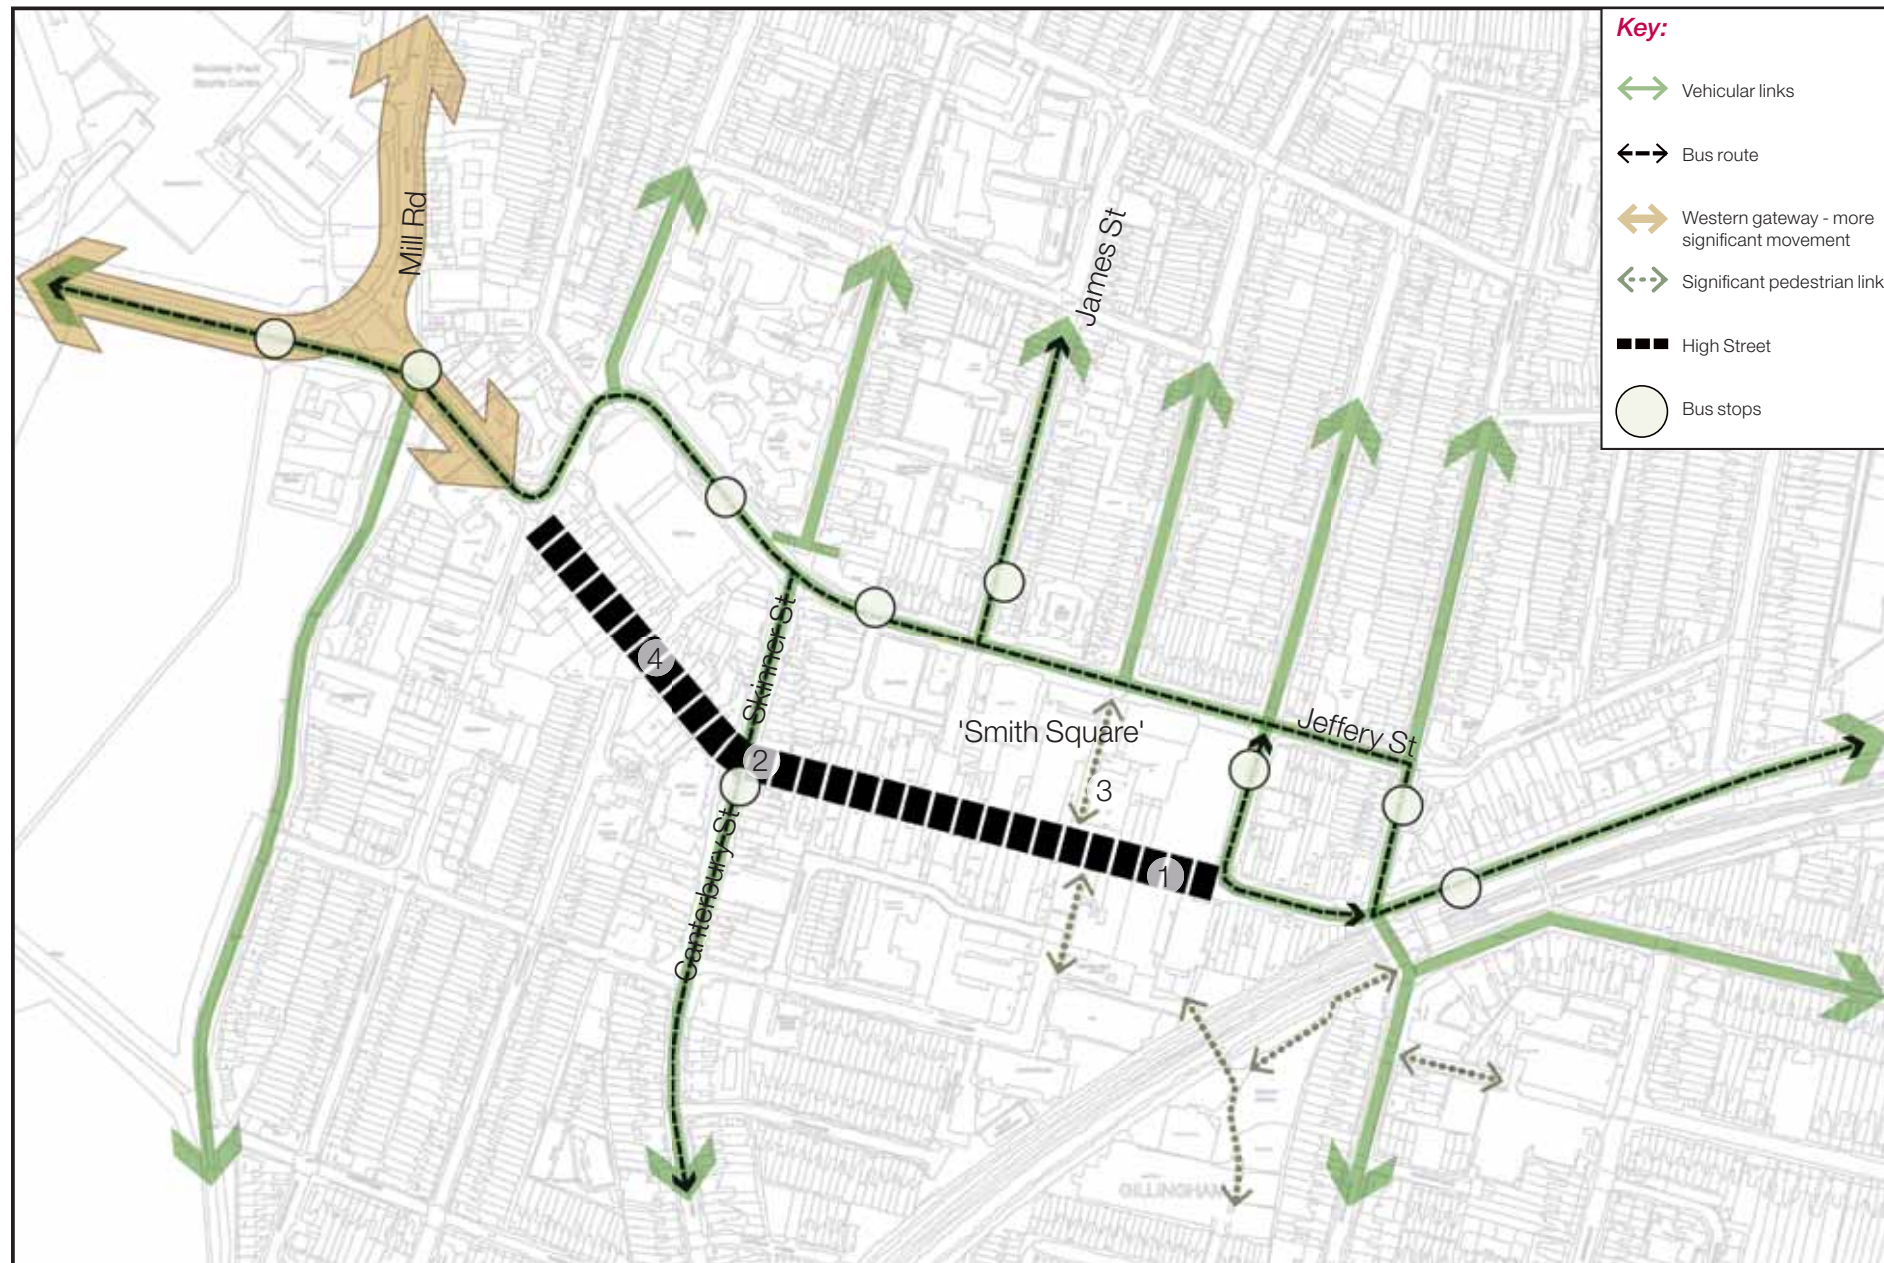 Key:
Vehicular links
Bus route
Western gateway - more
significant movement
Significant pedestrian link
High Street
Bus stops
Mill Rd
James St
4
Skinner St
'Smith Square'
Jeffery St
2
3
1
Canterbury St
GILLINGHAM